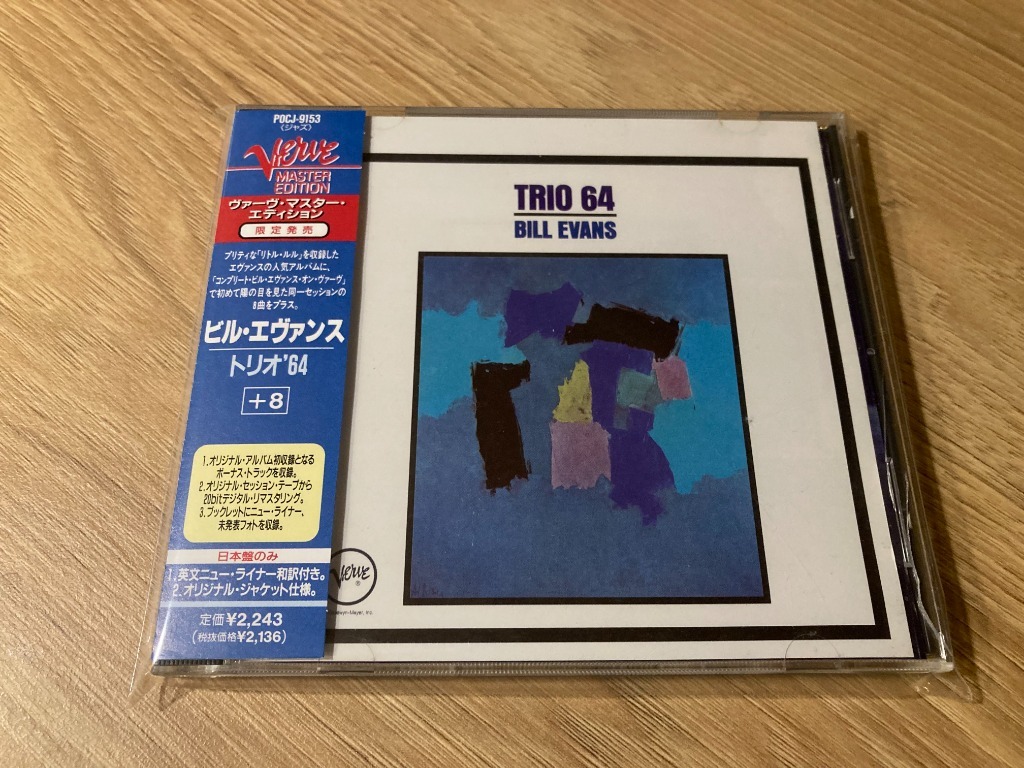 POCJ-9153
〈ジャズ〉
Verve
MASTER
EDITION
ヴァーヴ・マスター・
エディション
限定発売
プリティな「リトル・ルル」を収録した
エヴァンスの人気アルバムに、
「コンプリート・ビル・エヴァンス・オン・ヴァーヴ」
で初めて陽の目を見た同一セッションの
8曲をプラス。
ビル・エヴァンス
トリオ'64
+8
1.オリジナル・アルバム初収録となる
ボーナス・トラックを収録。
2.オリジナル・セッション・テープから
20bitデジタル・リマスタリング。
3.ブックレットにニュー・ライナー、
未発表フォトを収録。
日本盤のみ
1.英文ニュー・ライナー和訳付き。
2.オリジナル・ジャケット仕様。
定価¥2,243
(税抜価格¥2,136)
TRIO 64
BILL EVANS
Verve
®